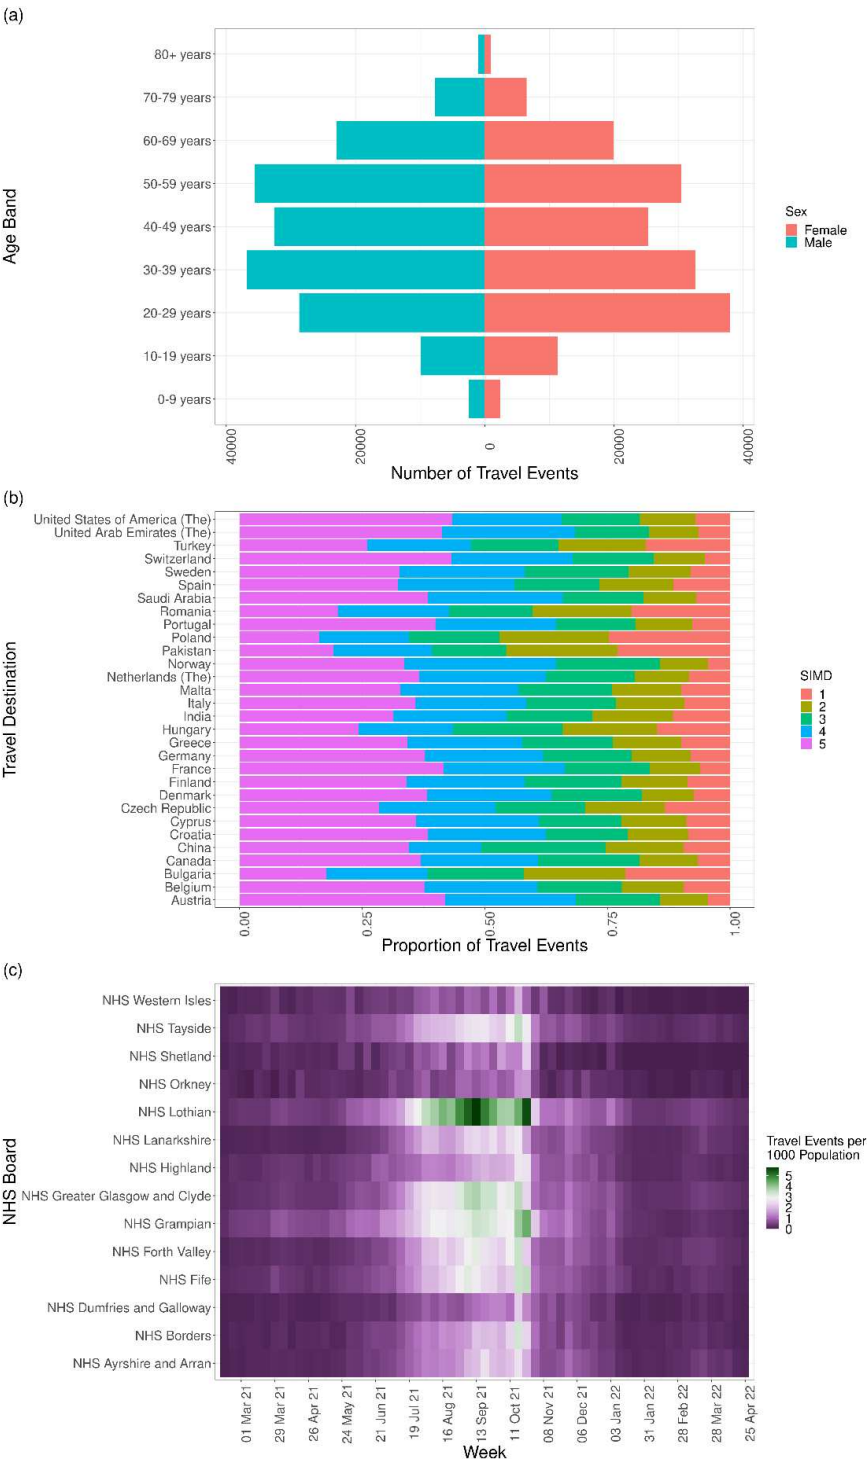 (a)
80+ years
70-79 years
60-69 years
50-59 years
40-49 years
30-39 years
20-29 years
10-19 years
0-9 years
Age Band
40000
20000
0
20000
40000
Number of Travel Events
Sex
Female
Male
(b)
United States of America (The)
United Arab Emirates (The)
Turkey
Switzerland
Sweden
Spain
Saudi Arabia
Romania
Portugal
Poland
Pakistan
Norway
Netherlands (The)
Malta
Italy
India
Hungary
Greece
Germany
France
Finland
Denmark
Czech Republic
Cyprus
Croatia
China
Canada
Bulgaria
Belgium
Austria
Travel Destination
0.00
0.25
0.50
0.75
1.00
Proportion of Travel Events
SIMD
1
2
3
4
5
(c)
NHS Western Isles
NHS Tayside
NHS Shetland
NHS Orkney
NHS Lothian
NHS Lanarkshire
NHS Highland
NHS Greater Glasgow and Clyde
NHS Grampian
NHS Forth Valley
NHS Fife
NHS Dumfries and Galloway
NHS Borders
NHS Ayrshire and Arran
NHS Board
01 Mar 21
29 Mar 21
26 Apr 21
24 May 21
21 Jun 21
19 Jul 21
16 Aug 21
13 Sep 21
11 Oct 21
08 Nov 21
06 Dec 21
03 Jan 22
31 Jan 22
28 Feb 22
28 Mar 22
25 Apr 22
Week
Travel Events per
1000 Population
5
4
3
2
1
0